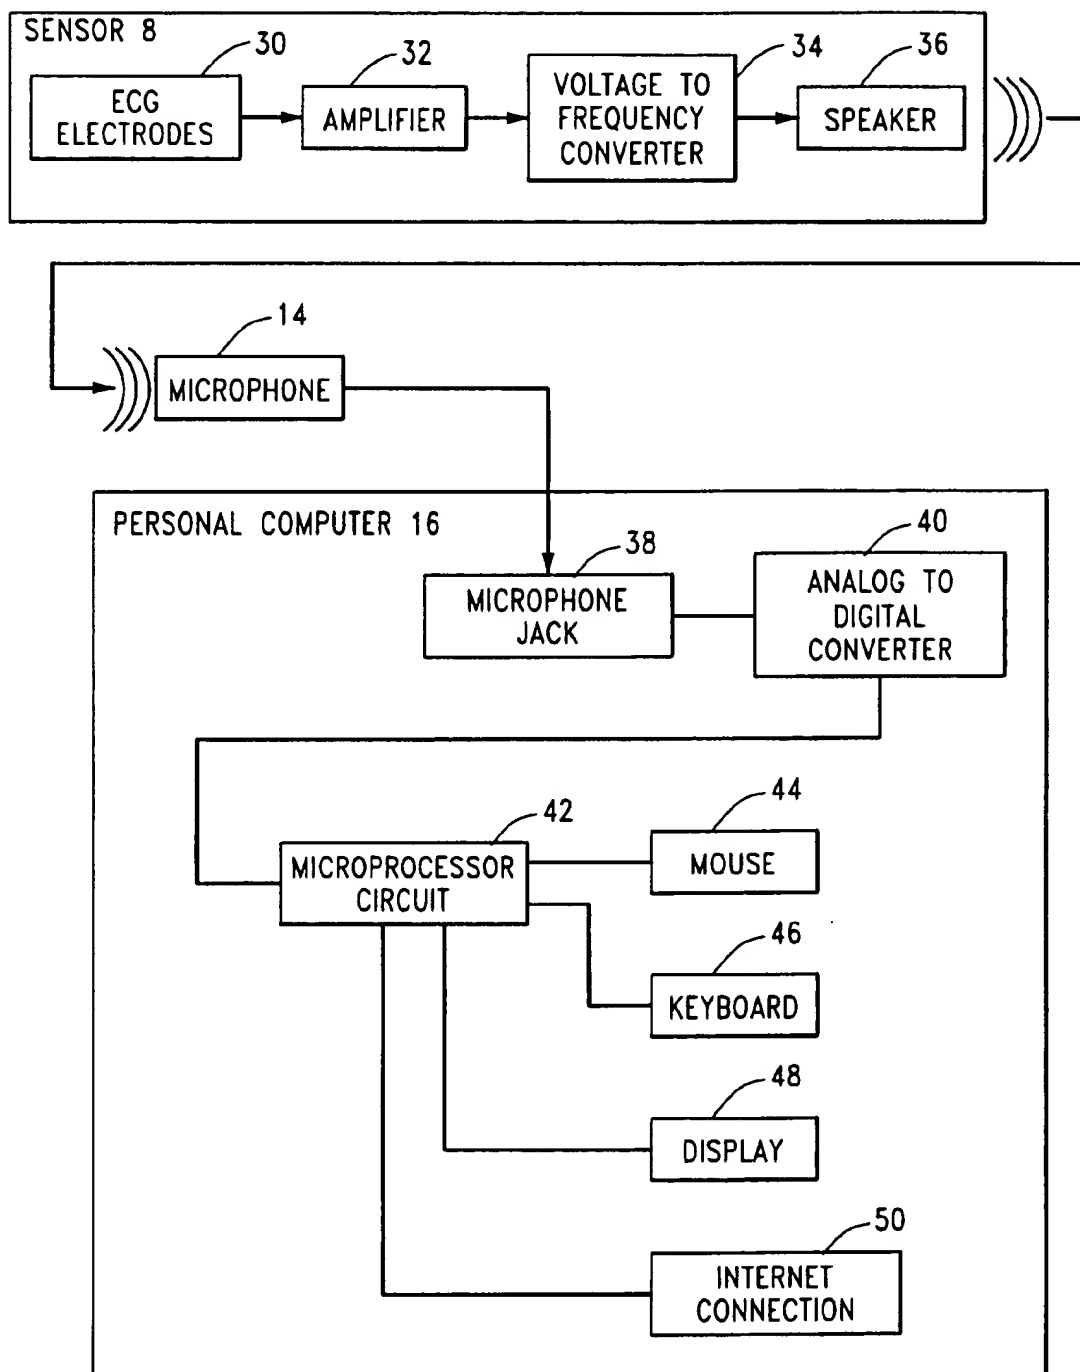 SENSOR 8
30
32
34
36
ECG
ELECTRODES
AMPLIFIER
VOLTAGE TO
FREQUENCY
CONVERTER
SPEAKER
14
MICROPHONE
PERSONAL COMPUTER 16
38
40
MICROPHONE
JACK
ANALOG TO
DIGITAL
CONVERTER
42
44
MICROPROCESSOR
CIRCUIT
MOUSE
46
KEYBOARD
48
DISPLAY
50
INTERNET
CONNECTION